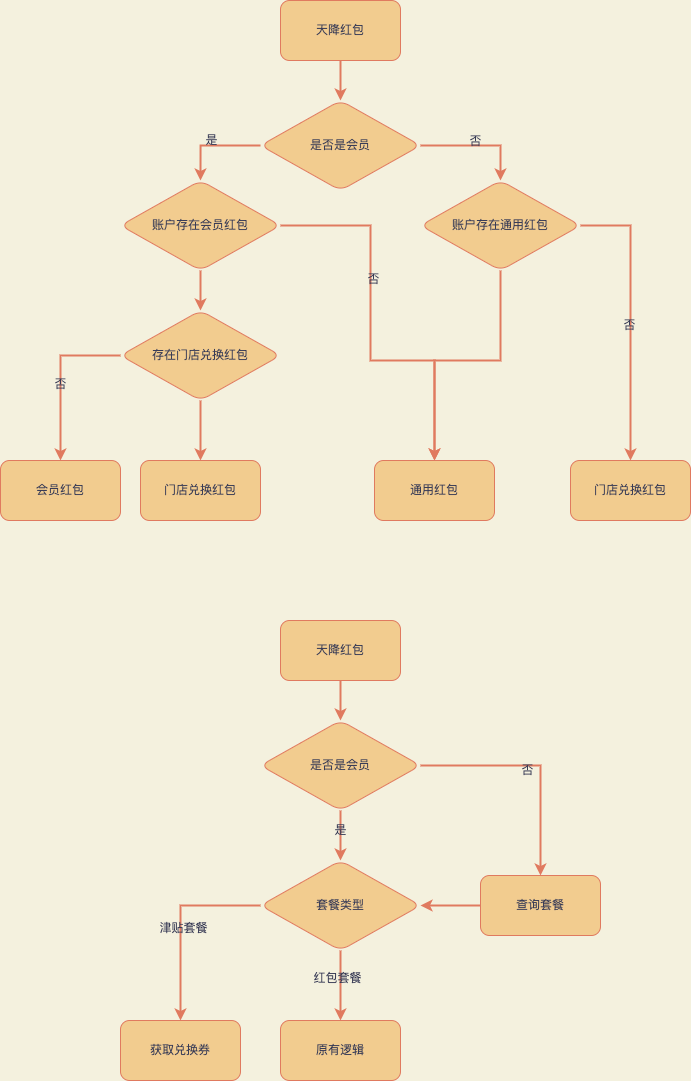 天降红包
是否是会员
是
否
账户存在会员红包
账户存在通用红包
否
否
存在门店兑换红包
否
会员红包
门店兑换红包
通用红包
门店兑换红包
天降红包
是否是会员
否
是
套餐类型
查询套餐
津贴套餐
红包套餐
获取兑换券
原有逻辑